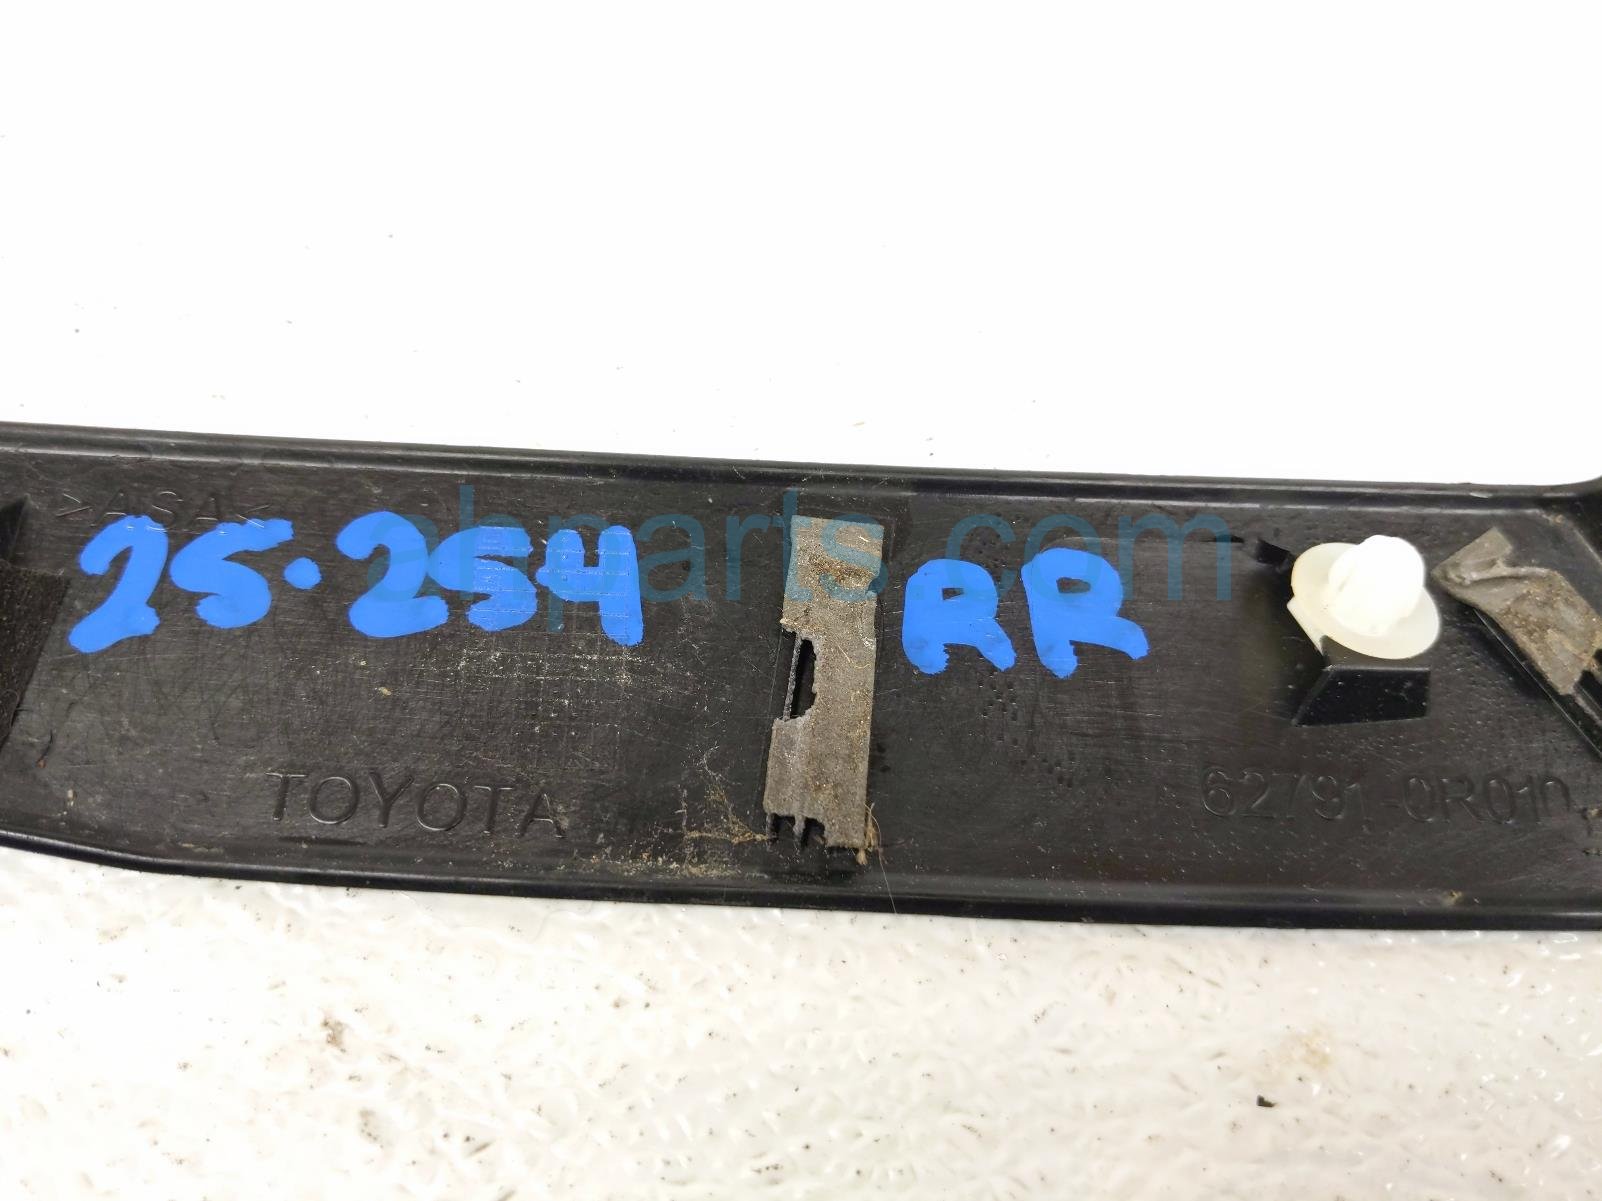 >ASA<
25.254 RR
ahparts.com
TOYOTA
62791-0R010